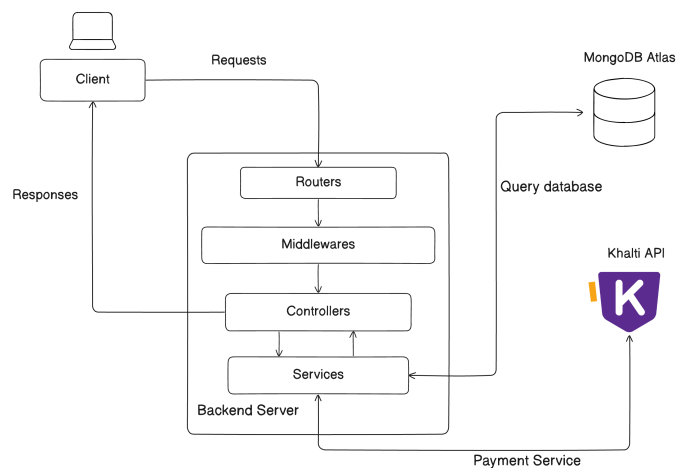 MongoDB Atlas
Requests
Client
Routers
Query database
Responses
Middlewares
Khalti API
K
Controllers
Services
Backend Server
Payment Service